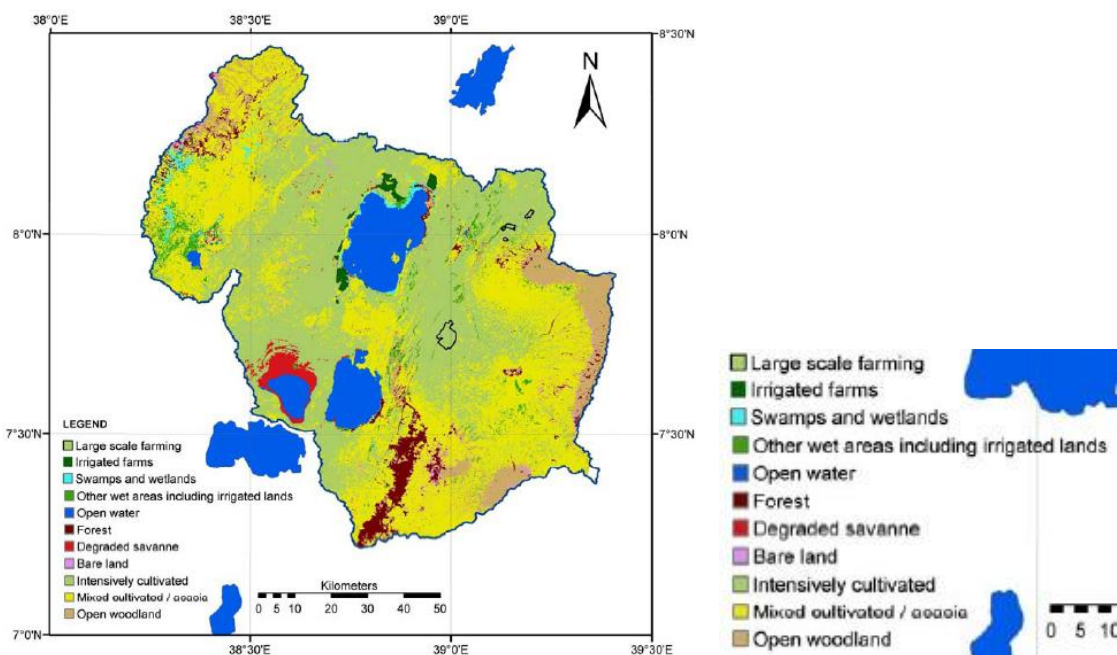 38°0'E
38°30'E
39°0'E
8°30'N
N
8°0'N
8°0'N
7°30'N
7°30'N
LEGEND
Large scale farming
Irrigated farms
Swamps and wetlands
Other wet areas including irrigated lands
Open water
Forest
Degraded savanne
Bare land
Intensively cultivated
Mixed cultivated / acacia
Open woodland
Kilometers
0 5 10 20 30 40 50
7°0'N
38°30'E
39°0'E
39°30'E
Large scale farming
Irrigated farms
Swamps and wetlands
Other wet areas including irrigated lands
Open water
Forest
Degraded savanne
Bare land
Intensively cultivated
Mixed cultivated / acacia
Open woodland
0 5 10